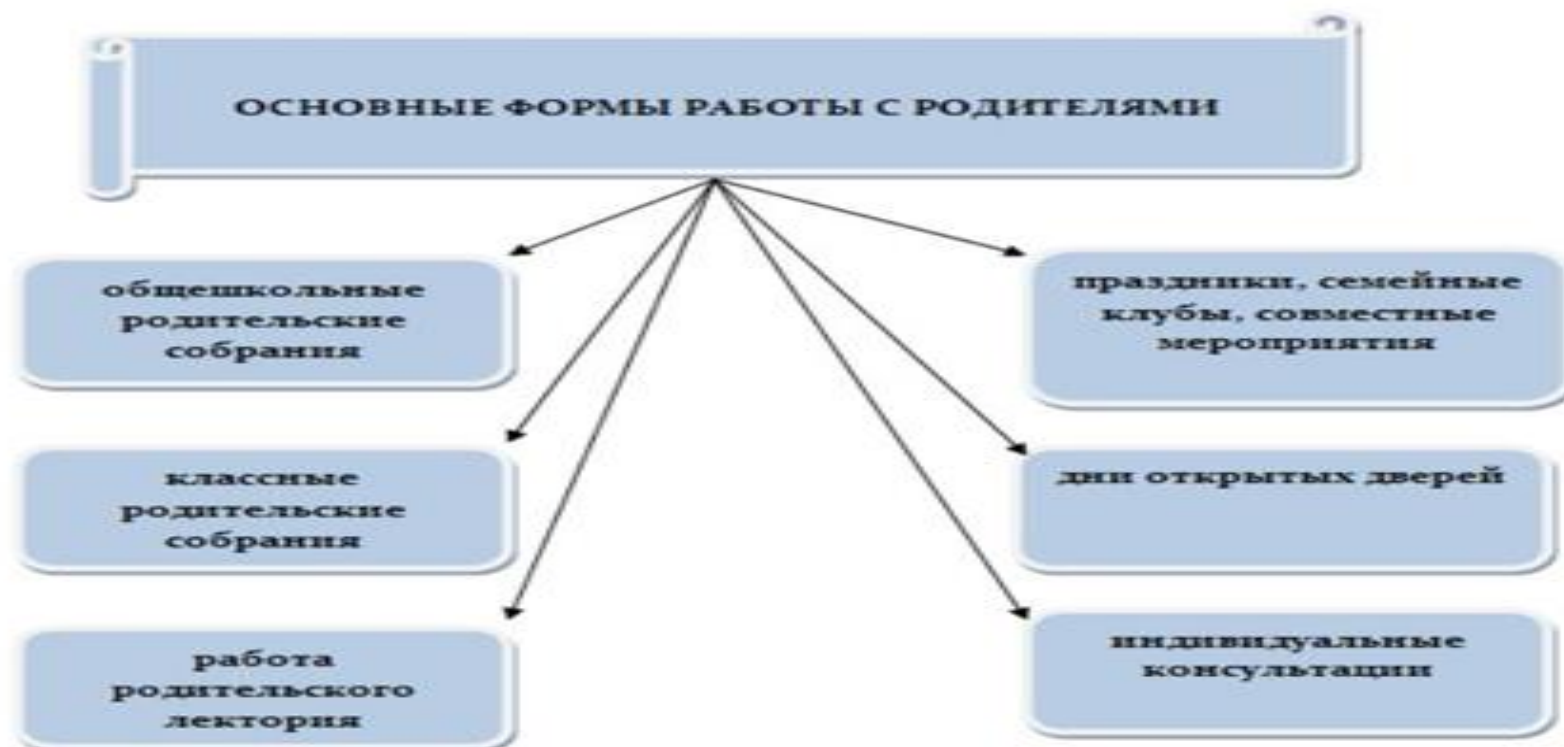 ОСНОВНЫЕ ФОРМЫ РАБОТЫ С РОДИТЕЛЯМИ
общешкольные
родительские
собрания
классные
родительские
собрания
работа
родительского
лектория
праздники, семейные
клубы, совместные
мероприятия
дни открытых дверей
индивидуальные
консультации